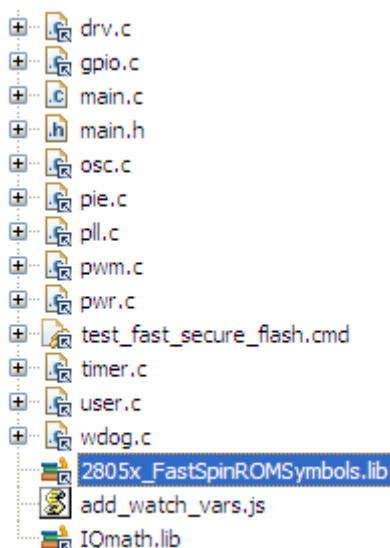 drv.c
gpio.c
main.c
main.h
osc.c
pie.c
pll.c
pwm.c
pwr.c
test_fast_secure_flash.cmd
timer.c
user.c
wdog.c
2805x_FastSpinROMSymbols.lib
add_watch_vars.js
IQmath.lib